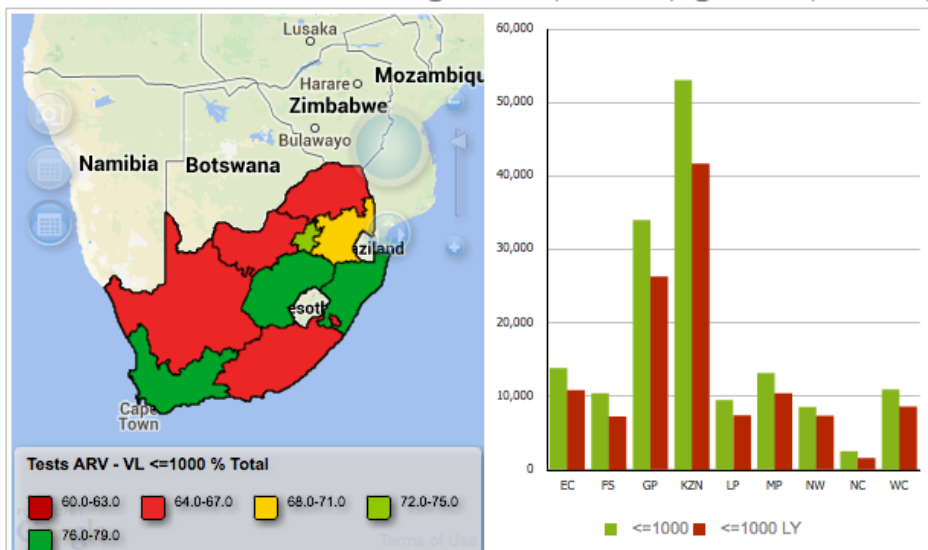 Lusaka
Mozambiqu
Harare
Zimbabwe
Bulawayo
Namibia
Botswana
aziland
esoth
Cape
Town
Tests ARV - VL <=1000 % Total
60.0-63.0
64.0-67.0
68.0-71.0
72.0-75.0
76.0-79.0
Terms of Use
60,000
50,000
40,000
30,000
20,000
10,000
0
EC FS GP KZN LP MP NW NC WC
<=1000 <=1000 LY